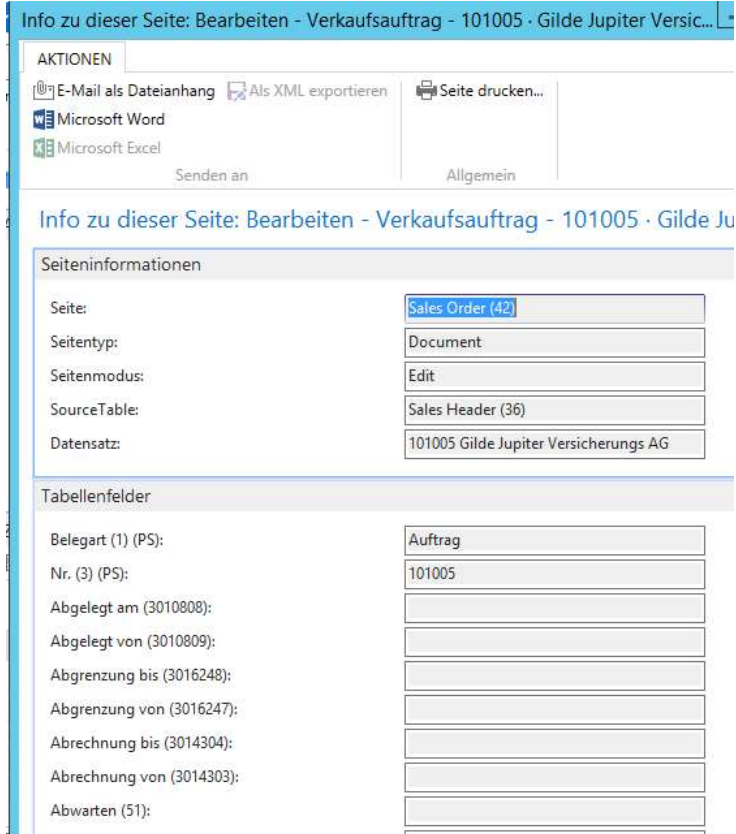 Info zu dieser Seite: Bearbeiten - Verkaufsauftrag - 101005 · Gilde Jupiter Versic...
AKTIONEN
E-Mail als Dateianhang Als XML exportieren Seite drucken...
Microsoft Word
Microsoft Excel
Senden an Allgemein
Info zu dieser Seite: Bearbeiten - Verkaufsauftrag - 101005 · Gilde Ju
Seiteninformationen
Seite: Sales Order (42)
Seitentyp: Document
Seitenmodus: Edit
SourceTable: Sales Header (36)
Datensatz: 101005 Gilde Jupiter Versicherungs AG
Tabellenfelder
Belegart (1) (PS): Auftrag
Nr. (3) (PS): 101005
Abgelegt am (3010808):
Abgelegt von (3010809):
Abgrenzung bis (3016248):
Abgrenzung von (3016247):
Abrechnung bis (3014304):
Abrechnung von (3014303):
Abwarten (51):